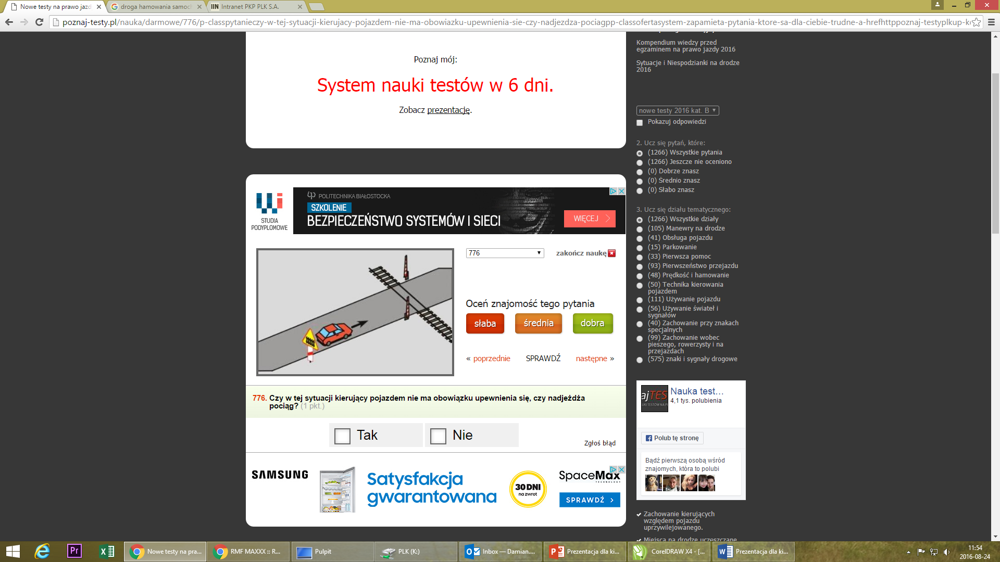 Nowe testy na prawo jazd
droga hamowania samoch
IIN Intranet PKP PLK S.A.
poznaj-testy.pl/nauka/darmowe/776/p-classpytanieczy-w-tej-sytuacji-kierujacy-pojazdem-nie-ma-obowiazku-upewnienia-sie-czy-nadjezdza-pociagpp-classofertasystem-zapamieta-pytania-ktore-sa-dla-ciebie-trudne-a-hrefhttppoznaj-testyplkup-k
Poznaj mój:
System nauki testów w 6 dni.
Zobacz prezentację.
Kompendium wiedzy przed
egzaminem na prawo jazdy 2016
Sytuacje i Niespodzianki na drodze
2016
nowe testy 2016 kat. B
Pokazuj odpowiedzi
2. Ucz się pytań, które:
(1266) Wszystkie pytania
(1266) Jeszcze nie oceniono
(0) Dobrze znasz
(0) Średnio znasz
(0) Słabo znasz
3. Ucz się działu tematycznego:
(1266) Wszystkie działy
(105) Manewry na drodze
(41) Obsługa pojazdu
(15) Parkowanie
(33) Pierwsza pomoc
(93) Pierwszeństwo przejazdu
(48) Prędkość i hamowanie
(50) Technika kierowania
pojazdem
(111) Używanie pojazdu
(56) Używanie świateł i
sygnałów
(40) Zachowanie przy znakach
specjalnych
(99) Zachowanie wobec
pieszego, rowerzysty i na
przejazdach
(575) znaki i sygnały drogowe
STUDIA
PODYPLOMOWE
POLITECHNIKA BIAŁOSTOCKA
SZKOLENIE
BEZPIECZEŃSTWO SYSTEMÓW I SIECI
WIĘCEJ
776
zakończ naukę
Oceń znajomość tego pytania
słaba
średnia
dobra
« poprzednie
SPRAWDŹ
następne »
776. Czy w tej sytuacji kierujący pojazdem nie ma obowiązku upewnienia się, czy nadjeżdża
pociąg? (1 pkt.)
Tak
Nie
Zgłoś błąd
SAMSUNG
Satysfakcja
gwarantowana
30 DNI
na zwrot
SpaceMax
TECHNOLOGY
SPRAWDŹ >
ajTES
Nauka test…
4,1 tys. polubienia
Polub tę stronę
Bądź pierwszą osobą wśród
znajomych, która to polubi
Zachowanie kierujących
względem pojazdu
uprzywilejowanego.
Miejsca na drodze uczęszczane
Pr
Nowe testy na pra...
RMF MAXXX :: R...
Pulpit
PLK (K:)
Inbox — Damian....
Prezentacja dla ki...
CorelDRAW X4 - [...
Prezentacja dla ki...
11:54
2016-08-24